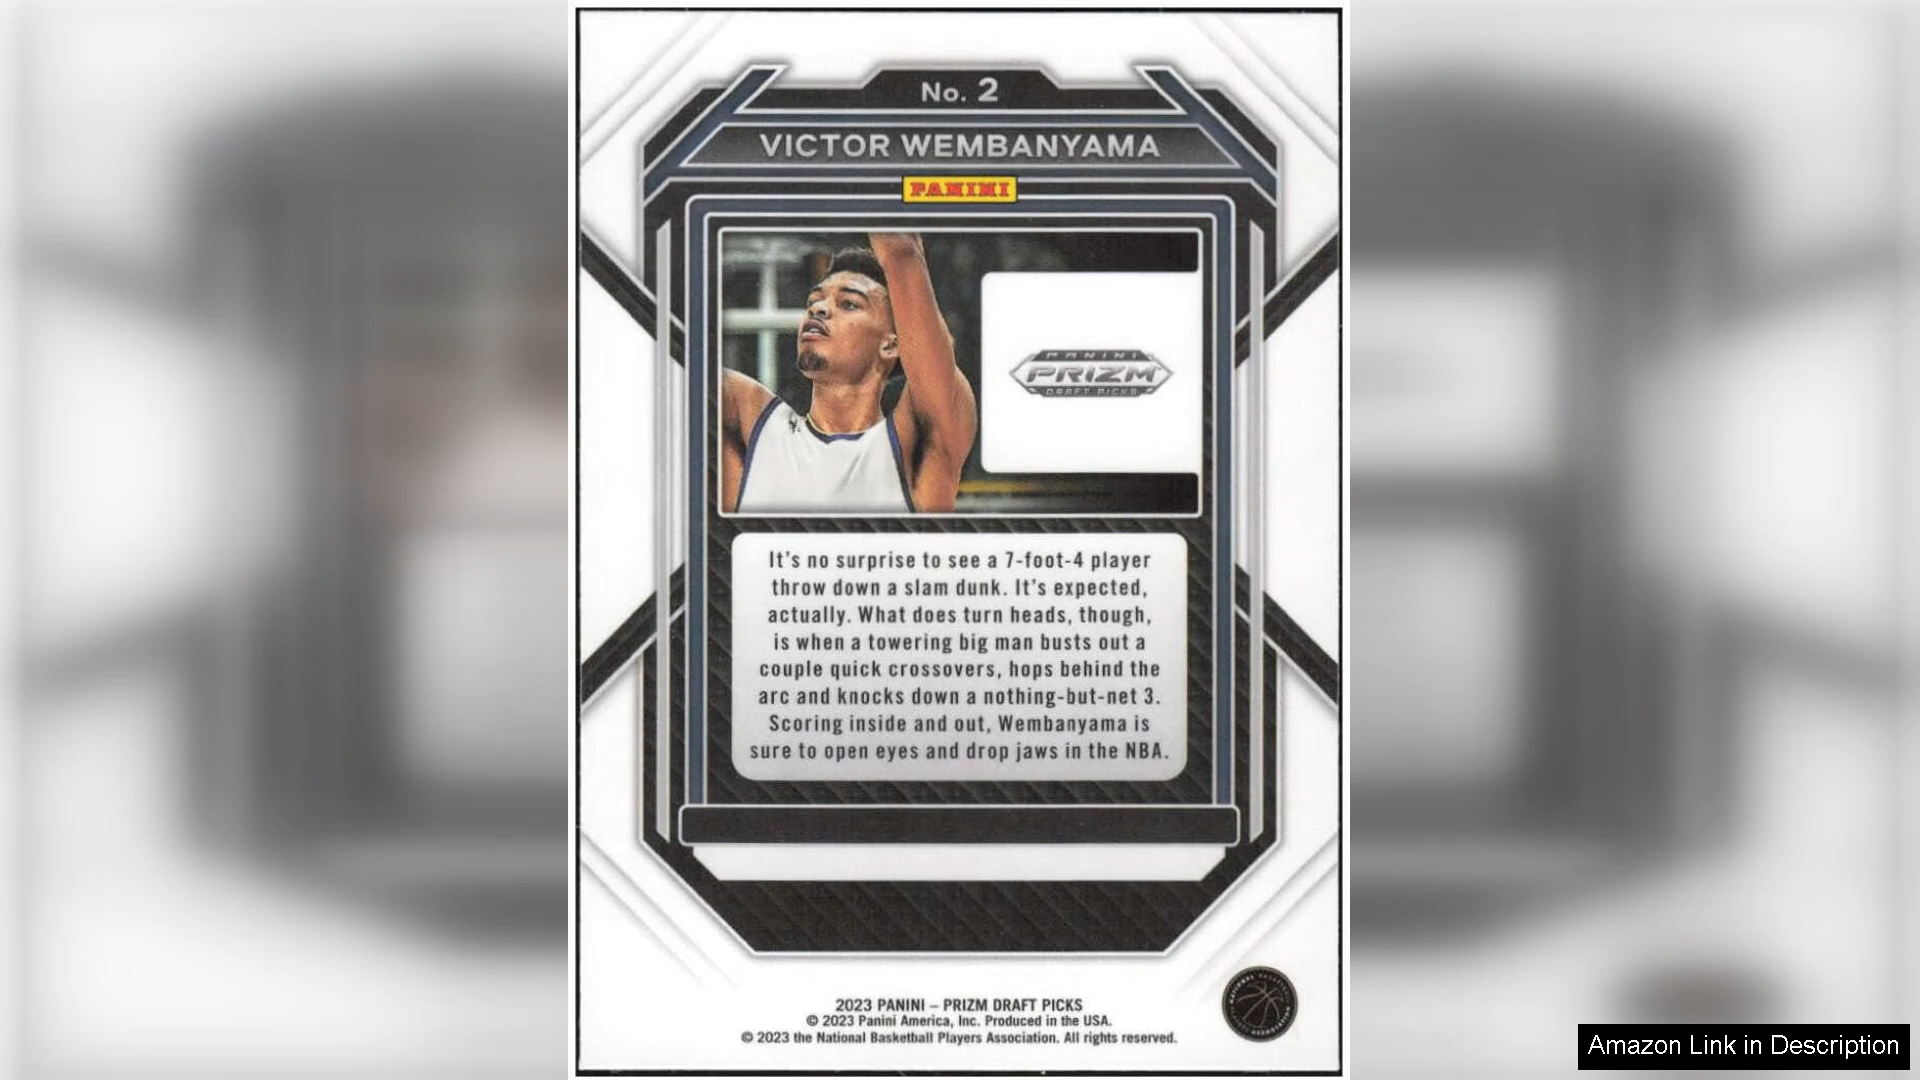 No. 2
VICTOR WEMBANYAMA
PANINI
PANINI
PRIZM
DRAFT PICKS
It's no surprise to see a 7-foot-4 player
throw down a slam dunk. It's expected,
actually. What does turn heads, though,
is when a towering big man busts out a
couple quick crossovers, hops behind the
arc and knocks down a nothing-but-net 3.
Scoring inside and out, Wembanyama is
sure to open eyes and drop jaws in the NBA.
2023 PANINI – PRIZM DRAFT PICKS
© 2023 Panini America, Inc. Produced in the USA.
© 2023 the National Basketball Players Association. All rights reserved.
Amazon Link in Description